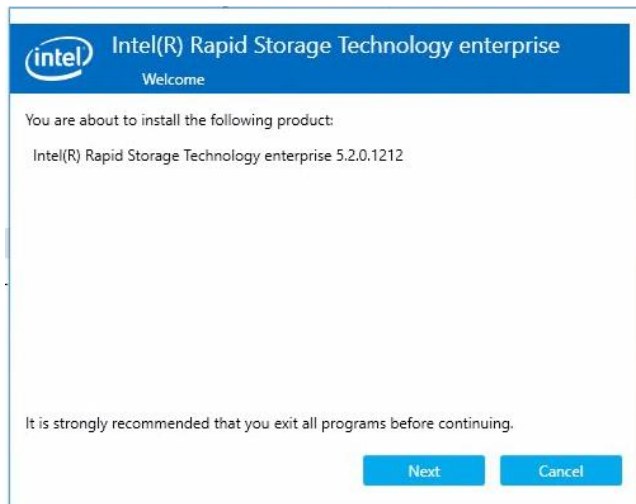 intel
Intel(R) Rapid Storage Technology enterprise
Welcome
You are about to install the following product:
Intel(R) Rapid Storage Technology enterprise 5.2.0.1212
It is strongly recommended that you exit all programs before continuing.
Next Cancel